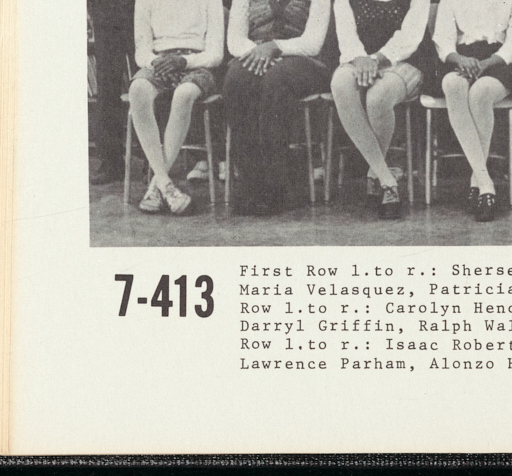 7-413
First Row l.to r.: Sherse
Maria Velasquez, Patricia
Row l.to r.: Carolyn Hend
Darryl Griffin, Ralph Wal
Row l.to r.: Isaac Robert
Lawrence Parham, Alonzo H